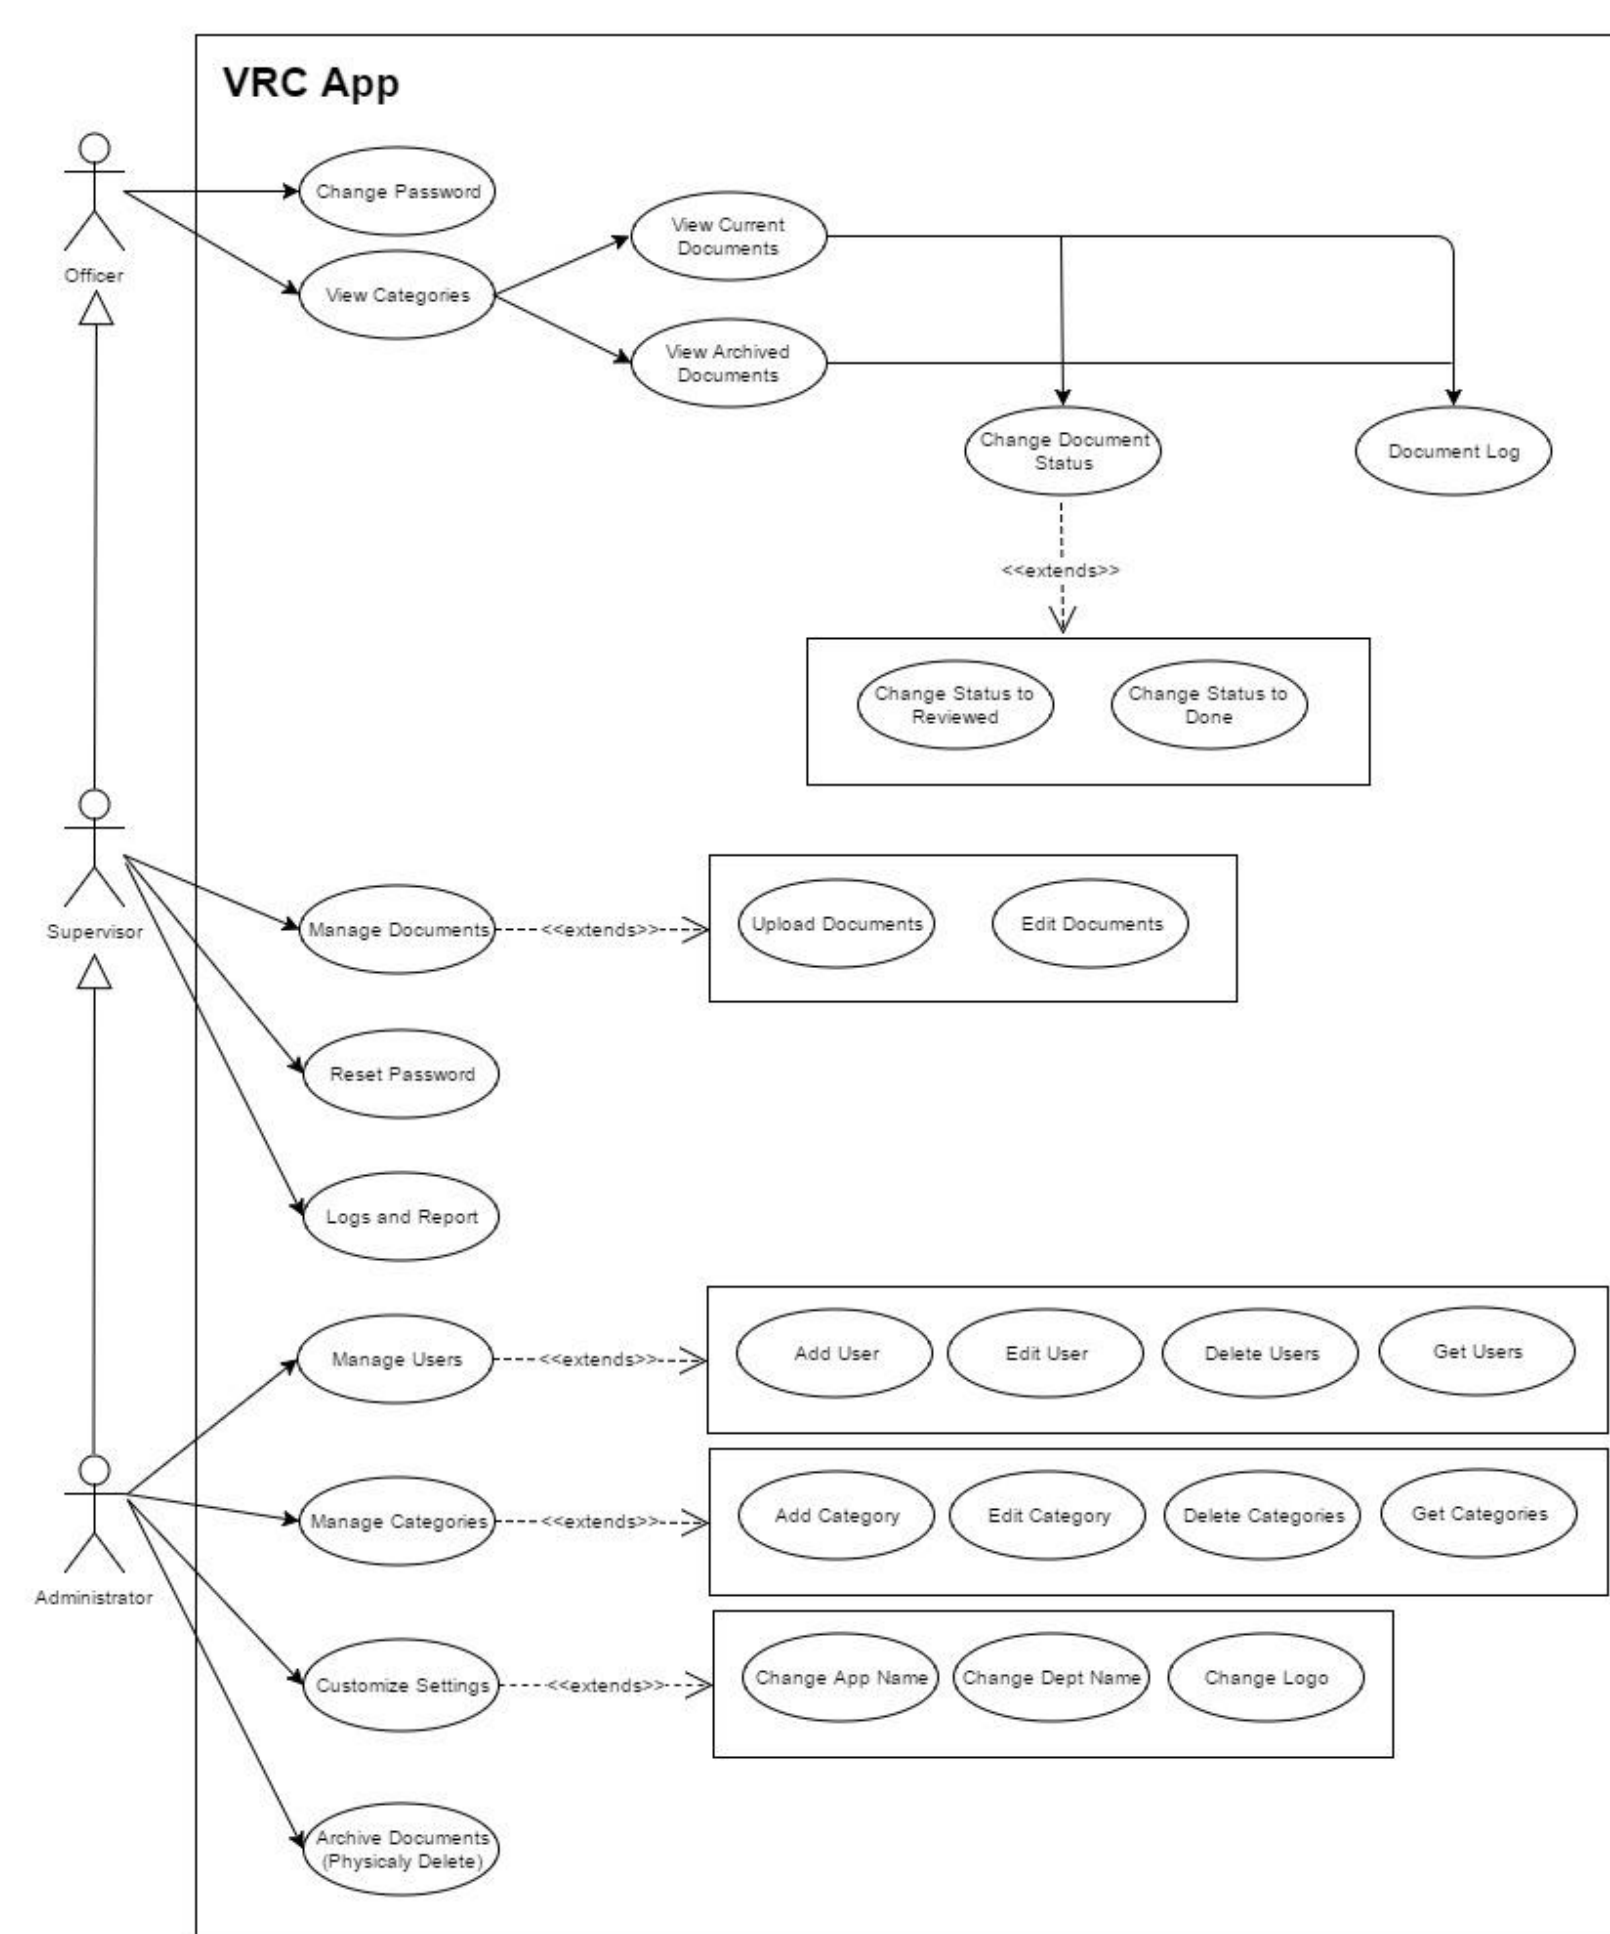 VRC App
Change Password
View Current
Documents
Officer
View Categories
View Archived
Documents
Change Document
Status
Document Log
<<extends>>
Change Status to
Reviewed
Change Status to
Done
Supervisor
Manage Documents
<<extends>>
Upload Documents
Edit Documents
Reset Password
Logs and Report
Manage Users
<<extends>>
Add User
Edit User
Delete Users
Get Users
Manage Categories
<<extends>>
Add Category
Edit Category
Delete Categories
Get Categories
Administrator
Customize Settings
<<extends>>
Change App Name
Change Dept Name
Change Logo
Archive Documents
(Physicaly Delete)